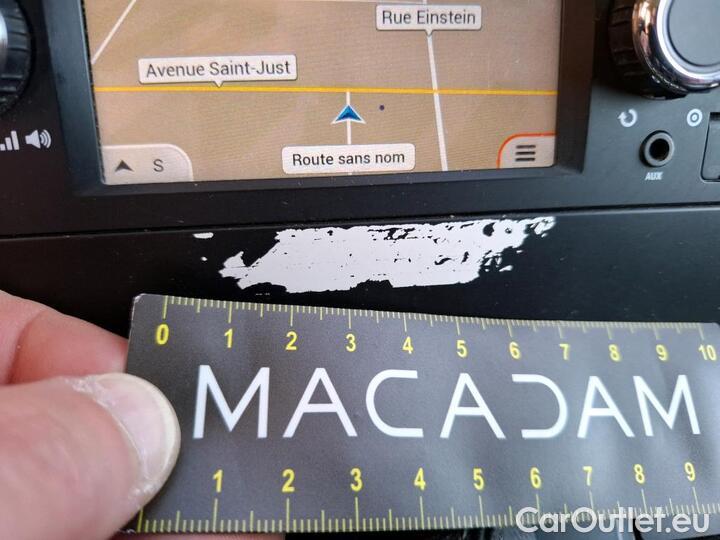 Rue Einstein
Avenue Saint-Just
S
Route sans nom
AUX
0 1 2 3 4 5 6 7 8 9 10
MACADAM
1 2 3 4 5 6 7 8 9
CarOutlet.eu